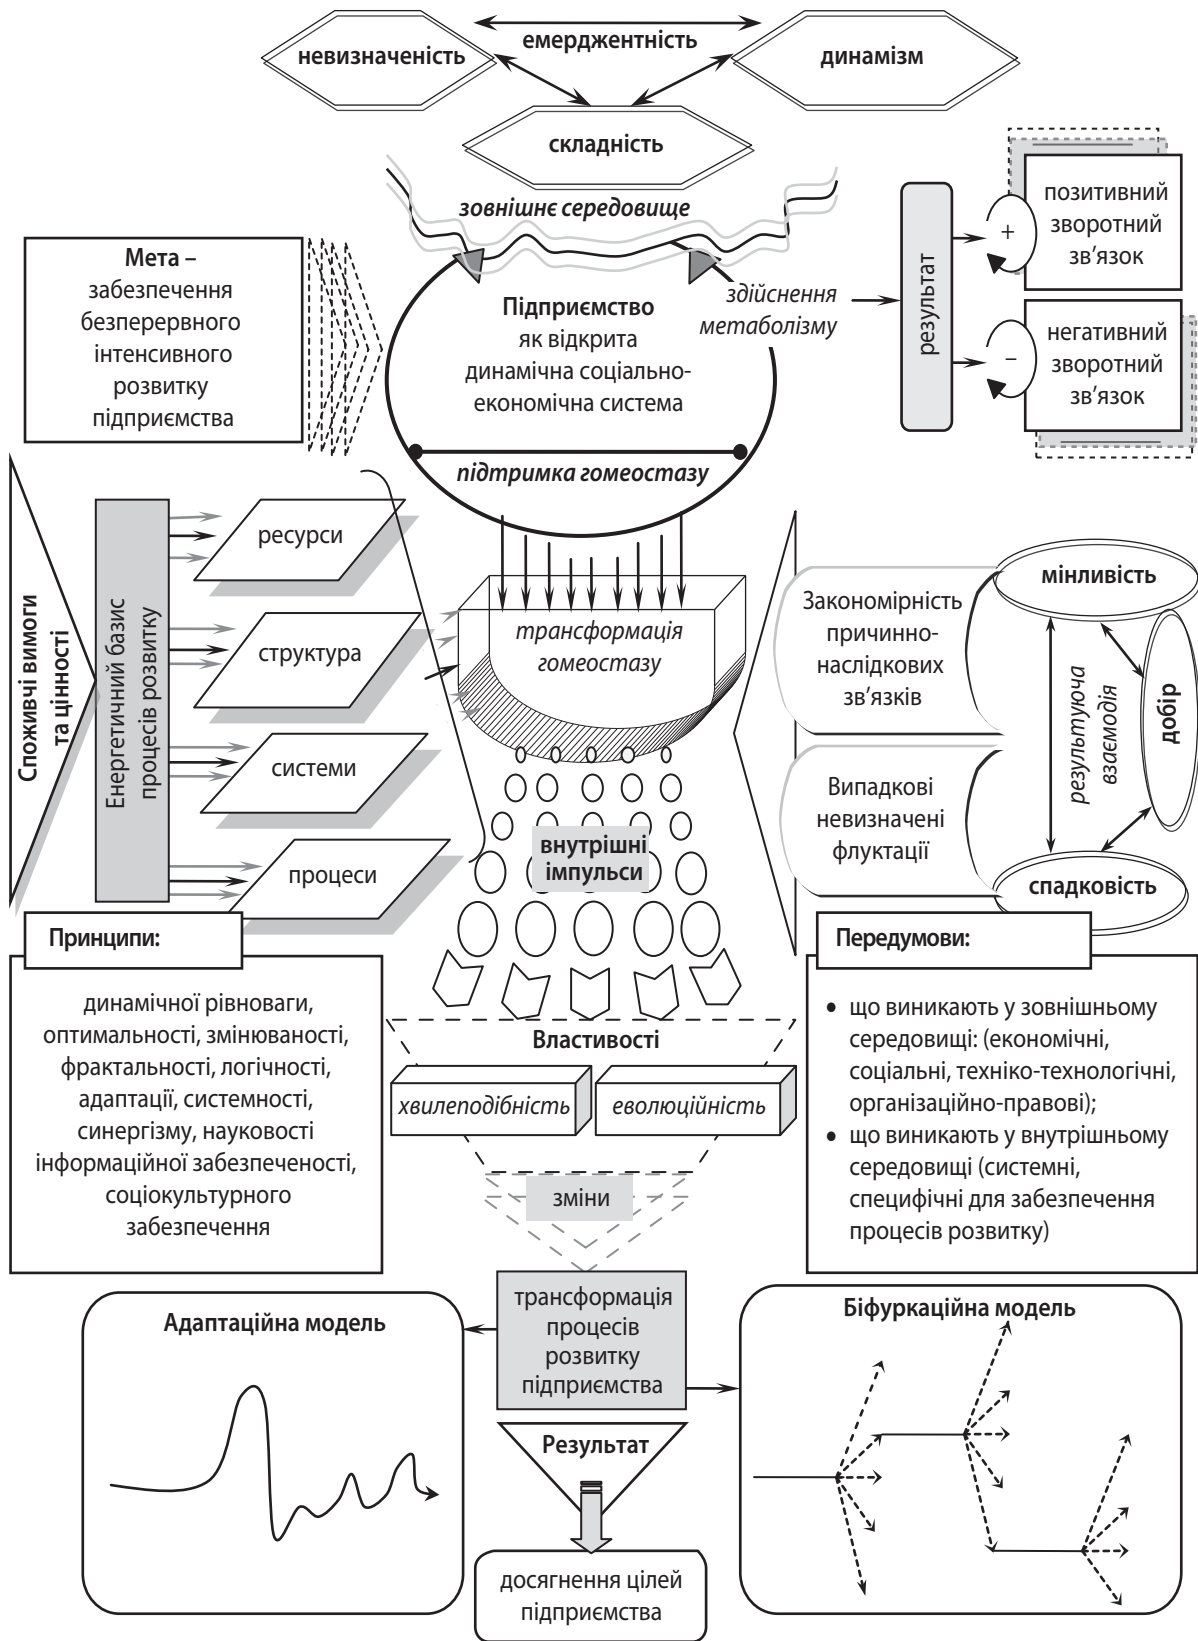 емерджентність
невизначеність
динамізм
складність
зовнішнє середовище
Мета –
забезпечення
безперервного
інтенсивного
розвитку
підприємства
Підприємство
як відкрита
динамічна соціально-
економічна система
підтримка гомеостазу
здійснення
метаболізму
результат
+
позитивний
зворотний
зв'язок
–
негативний
зворотний
зв'язок
Споживчі вимоги
та цінності
Енергетичний базис
процесів розвитку
ресурси
структура
системи
процеси
трансформація
гомеостазу
внутрішні
імпульси
Закономірність
причинно-
наслідкових
зв'язків
Випадкові
невизначені
флуктації
мінливість
результуюча
взаємодія
добір
спадковість
Принципи:
динамічної рівноваги,
оптимальності, змінюваності,
фрактальності, логічності,
адаптації, системності,
синергізму, науковості
інформаційної забезпеченості,
соціокультурного
забезпечення
Властивості
хвилеподібність
еволюційність
зміни
Передумови:
• що виникають у зовнішньому
середовищі: (економічні,
соціальні, техніко-технологічні,
організаційно-правові);
• що виникають у внутрішньому
середовищі (системні,
специфічні для забезпечення
процесів розвитку)
Адаптаційна модель
трансформація
процесів
розвитку
підприємства
Біфуркаційна модель
Результат
досягнення цілей
підприємства